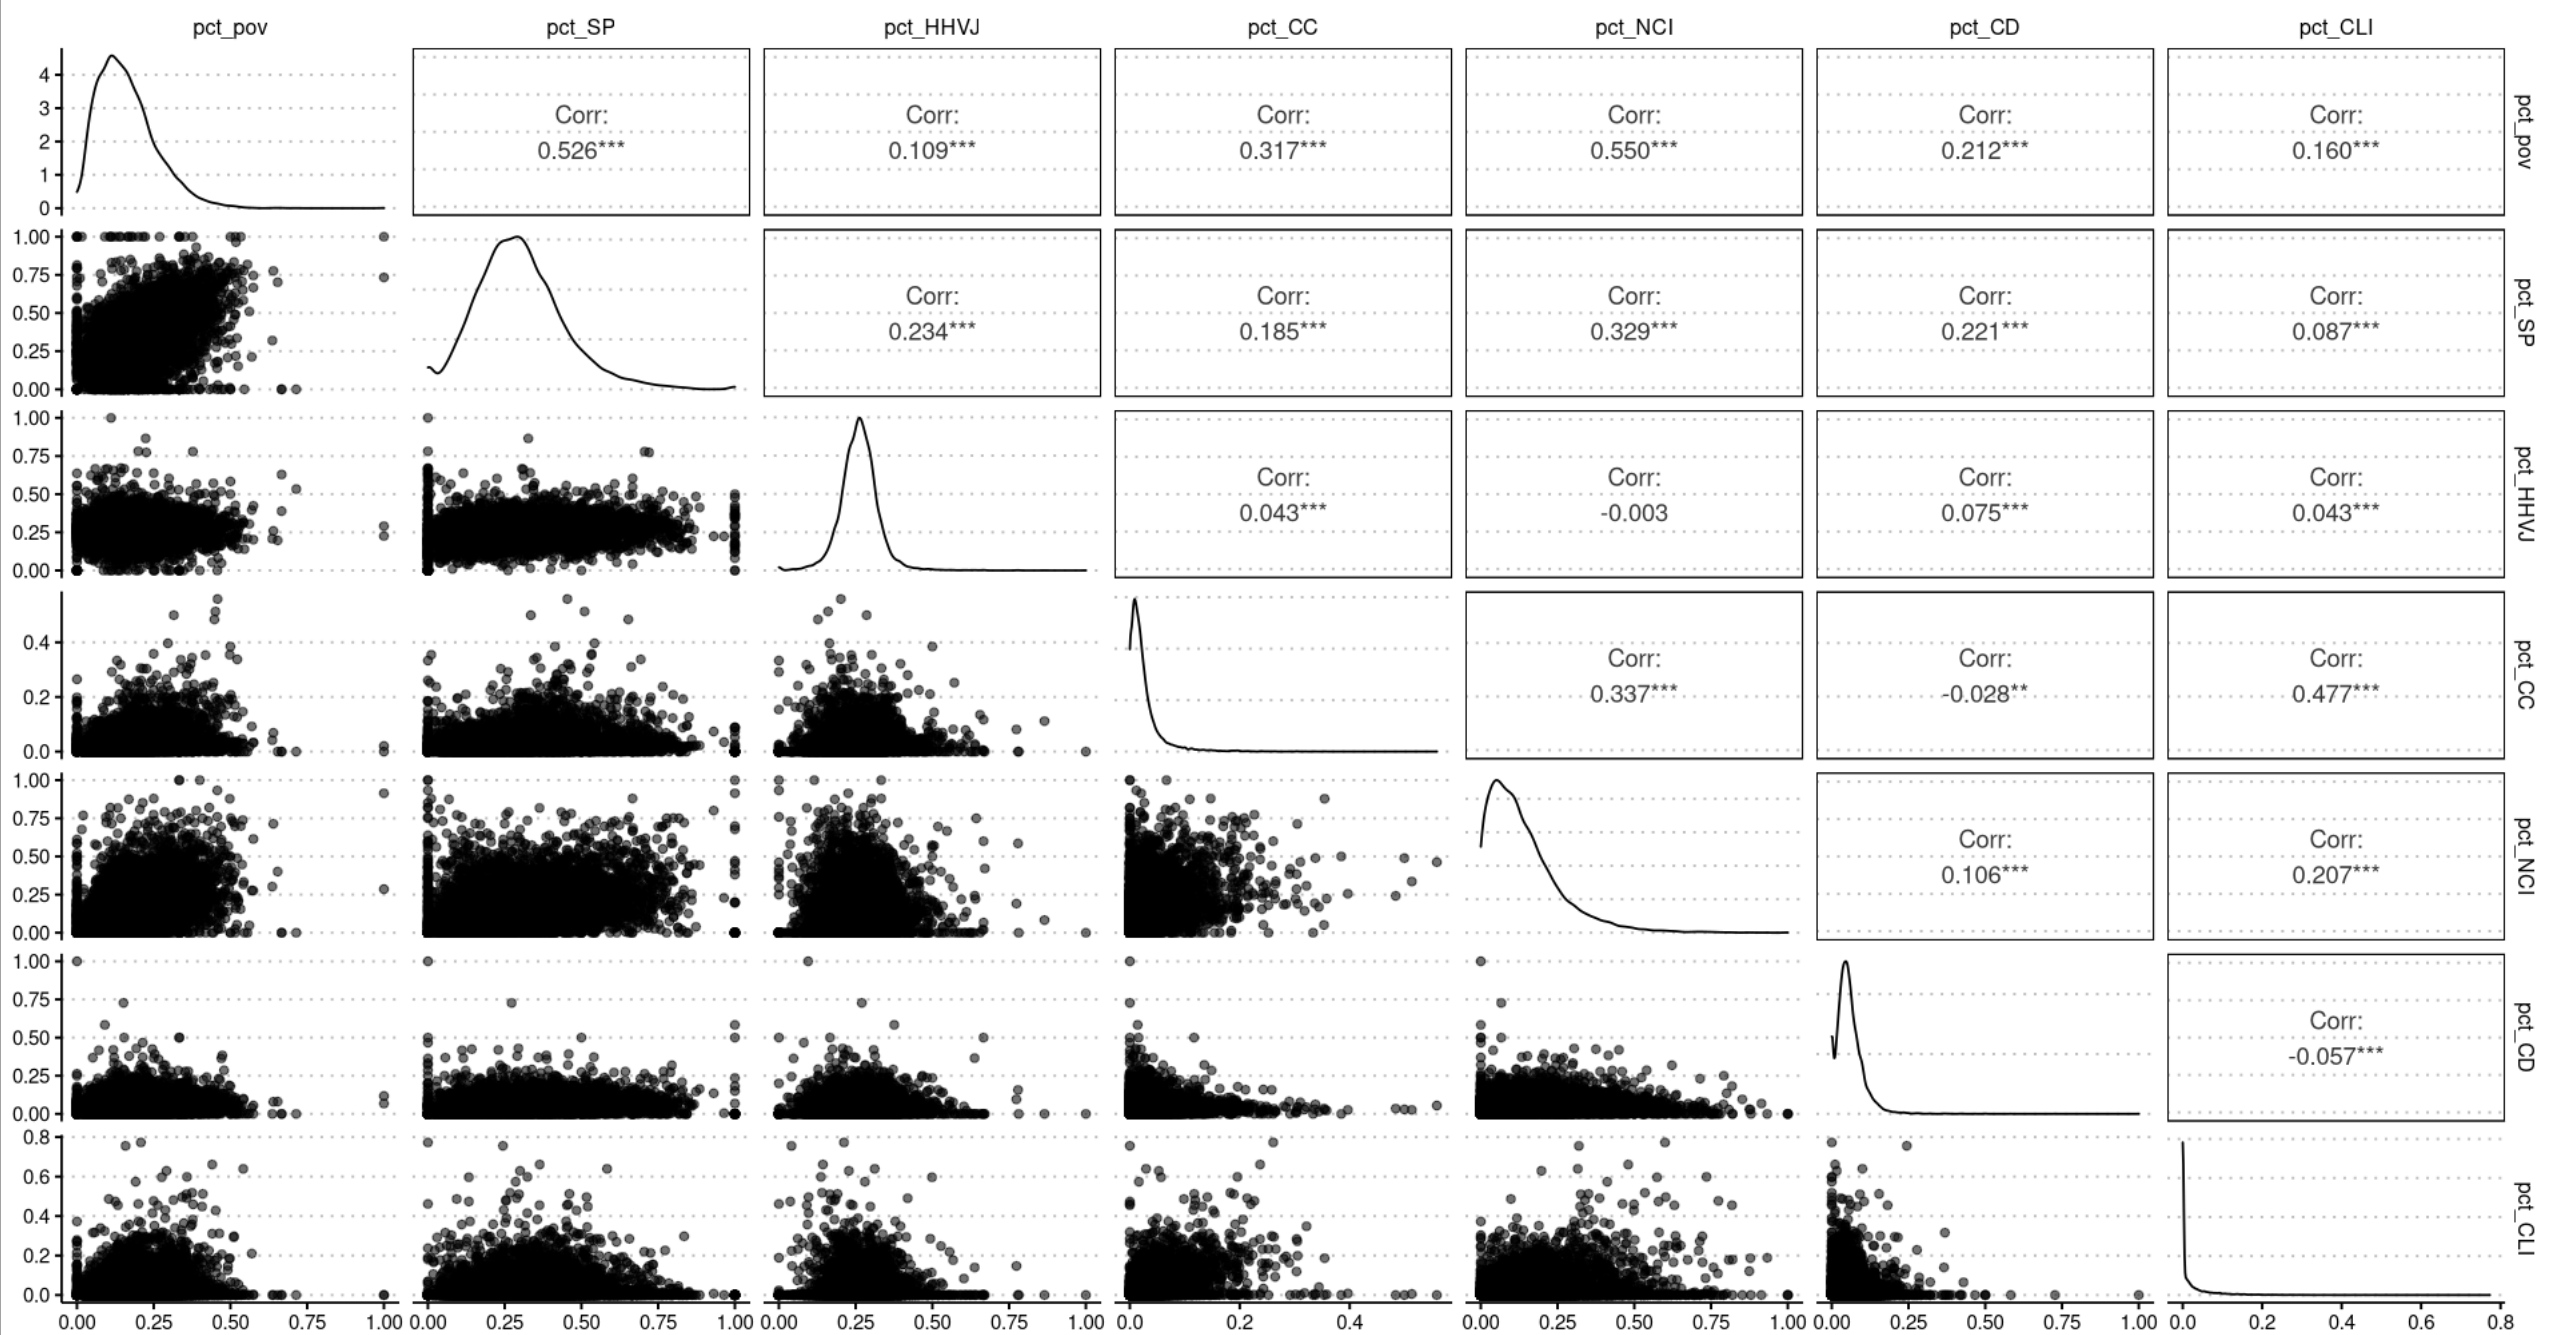 pct_pov pct_SP pct_HHVJ pct_CC pct_NCI pct_CD pct_CLI
4
3
2
1
0
Corr:
0.526***
Corr:
0.109***
Corr:
0.317***
Corr:
0.550***
Corr:
0.212***
Corr:
0.160***
pct_pov
1.00
0.75
0.50
0.25
0.00
Corr:
0.234***
Corr:
0.185***
Corr:
0.329***
Corr:
0.221***
Corr:
0.087***
pct_SP
1.00
0.75
0.50
0.25
0.00
Corr:
0.043***
Corr:
-0.003
Corr:
0.075***
Corr:
0.043***
pct_HHVJ
0.4
0.2
0.0
Corr:
0.337***
Corr:
-0.028**
Corr:
0.477***
pct_CC
1.00
0.75
0.50
0.25
0.00
Corr:
0.106***
Corr:
0.207***
pct_NCI
1.00
0.75
0.50
0.25
0.00
Corr:
-0.057***
pct_CD
0.8
0.6
0.4
0.2
0.0
pct_CLI
0.00 0.25 0.50 0.75 1.00 0.00 0.25 0.50 0.75 1.00 0.00 0.25 0.50 0.75 1.00 0.0 0.2 0.4 0.00 0.25 0.50 0.75 1.00 0.00 0.25 0.50 0.75 1.00 0.0 0.2 0.4 0.6 0.8